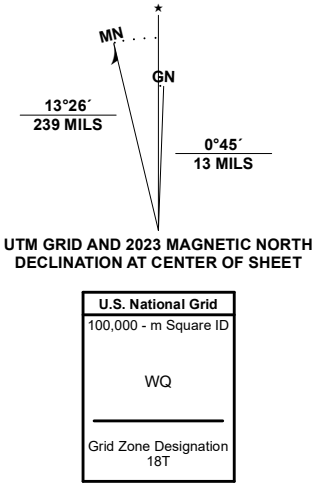 ★
MN
GN
13°26´
239 MILS
0°45´
13 MILS
UTM GRID AND 2023 MAGNETIC NORTH
DECLINATION AT CENTER OF SHEET
U.S. National Grid
100,000 - m Square ID
WQ
Grid Zone Designation
18T